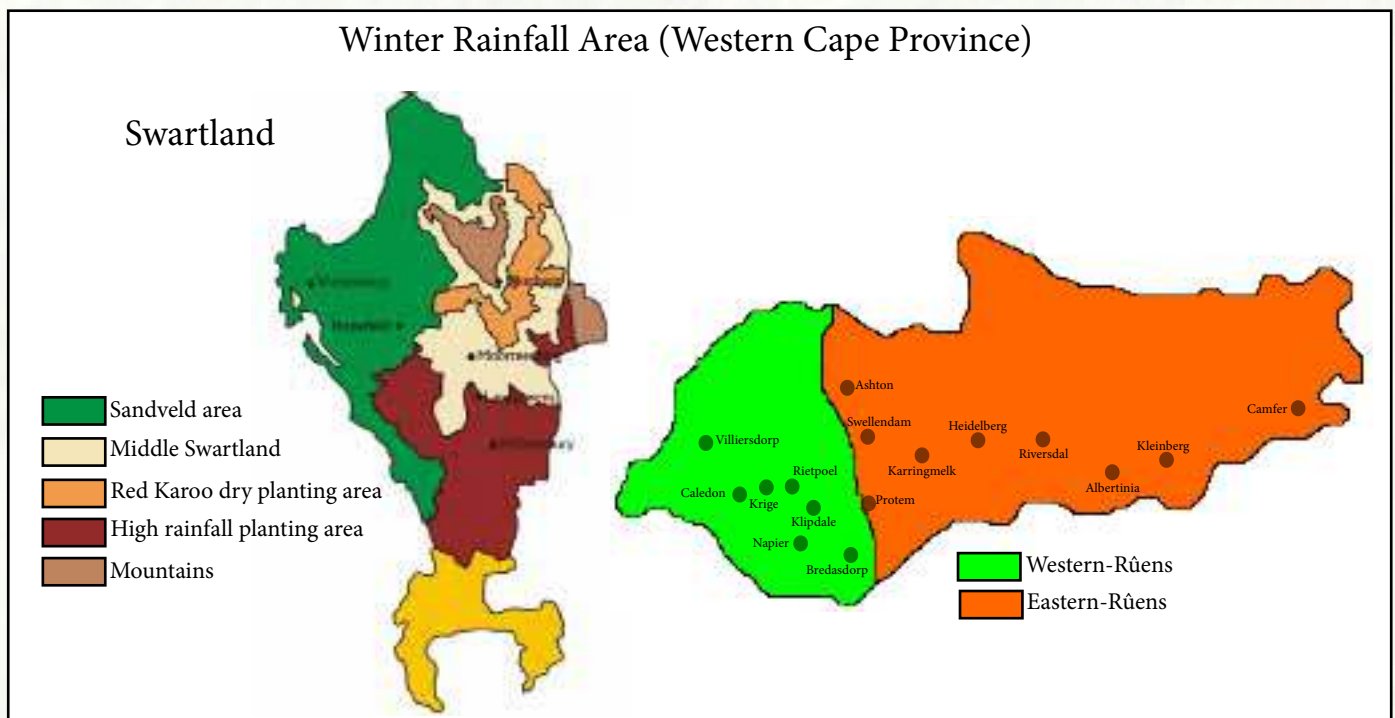 Winter Rainfall Area (Western Cape Province)
Swartland
Sandveld area
Middle Swartland
Red Karoo dry planting area
High rainfall planting area
Mountains
Ashton
Swellendam
Heidelberg
Camfer
Villiersdorp
Riversdal
Kleinberg
Karringmelk
Rietpoel
Albertinia
Caledon
Krige
Protem
Klipdale
Napier
Bredasdorp
Western-Rûens
Eastern-Rûens